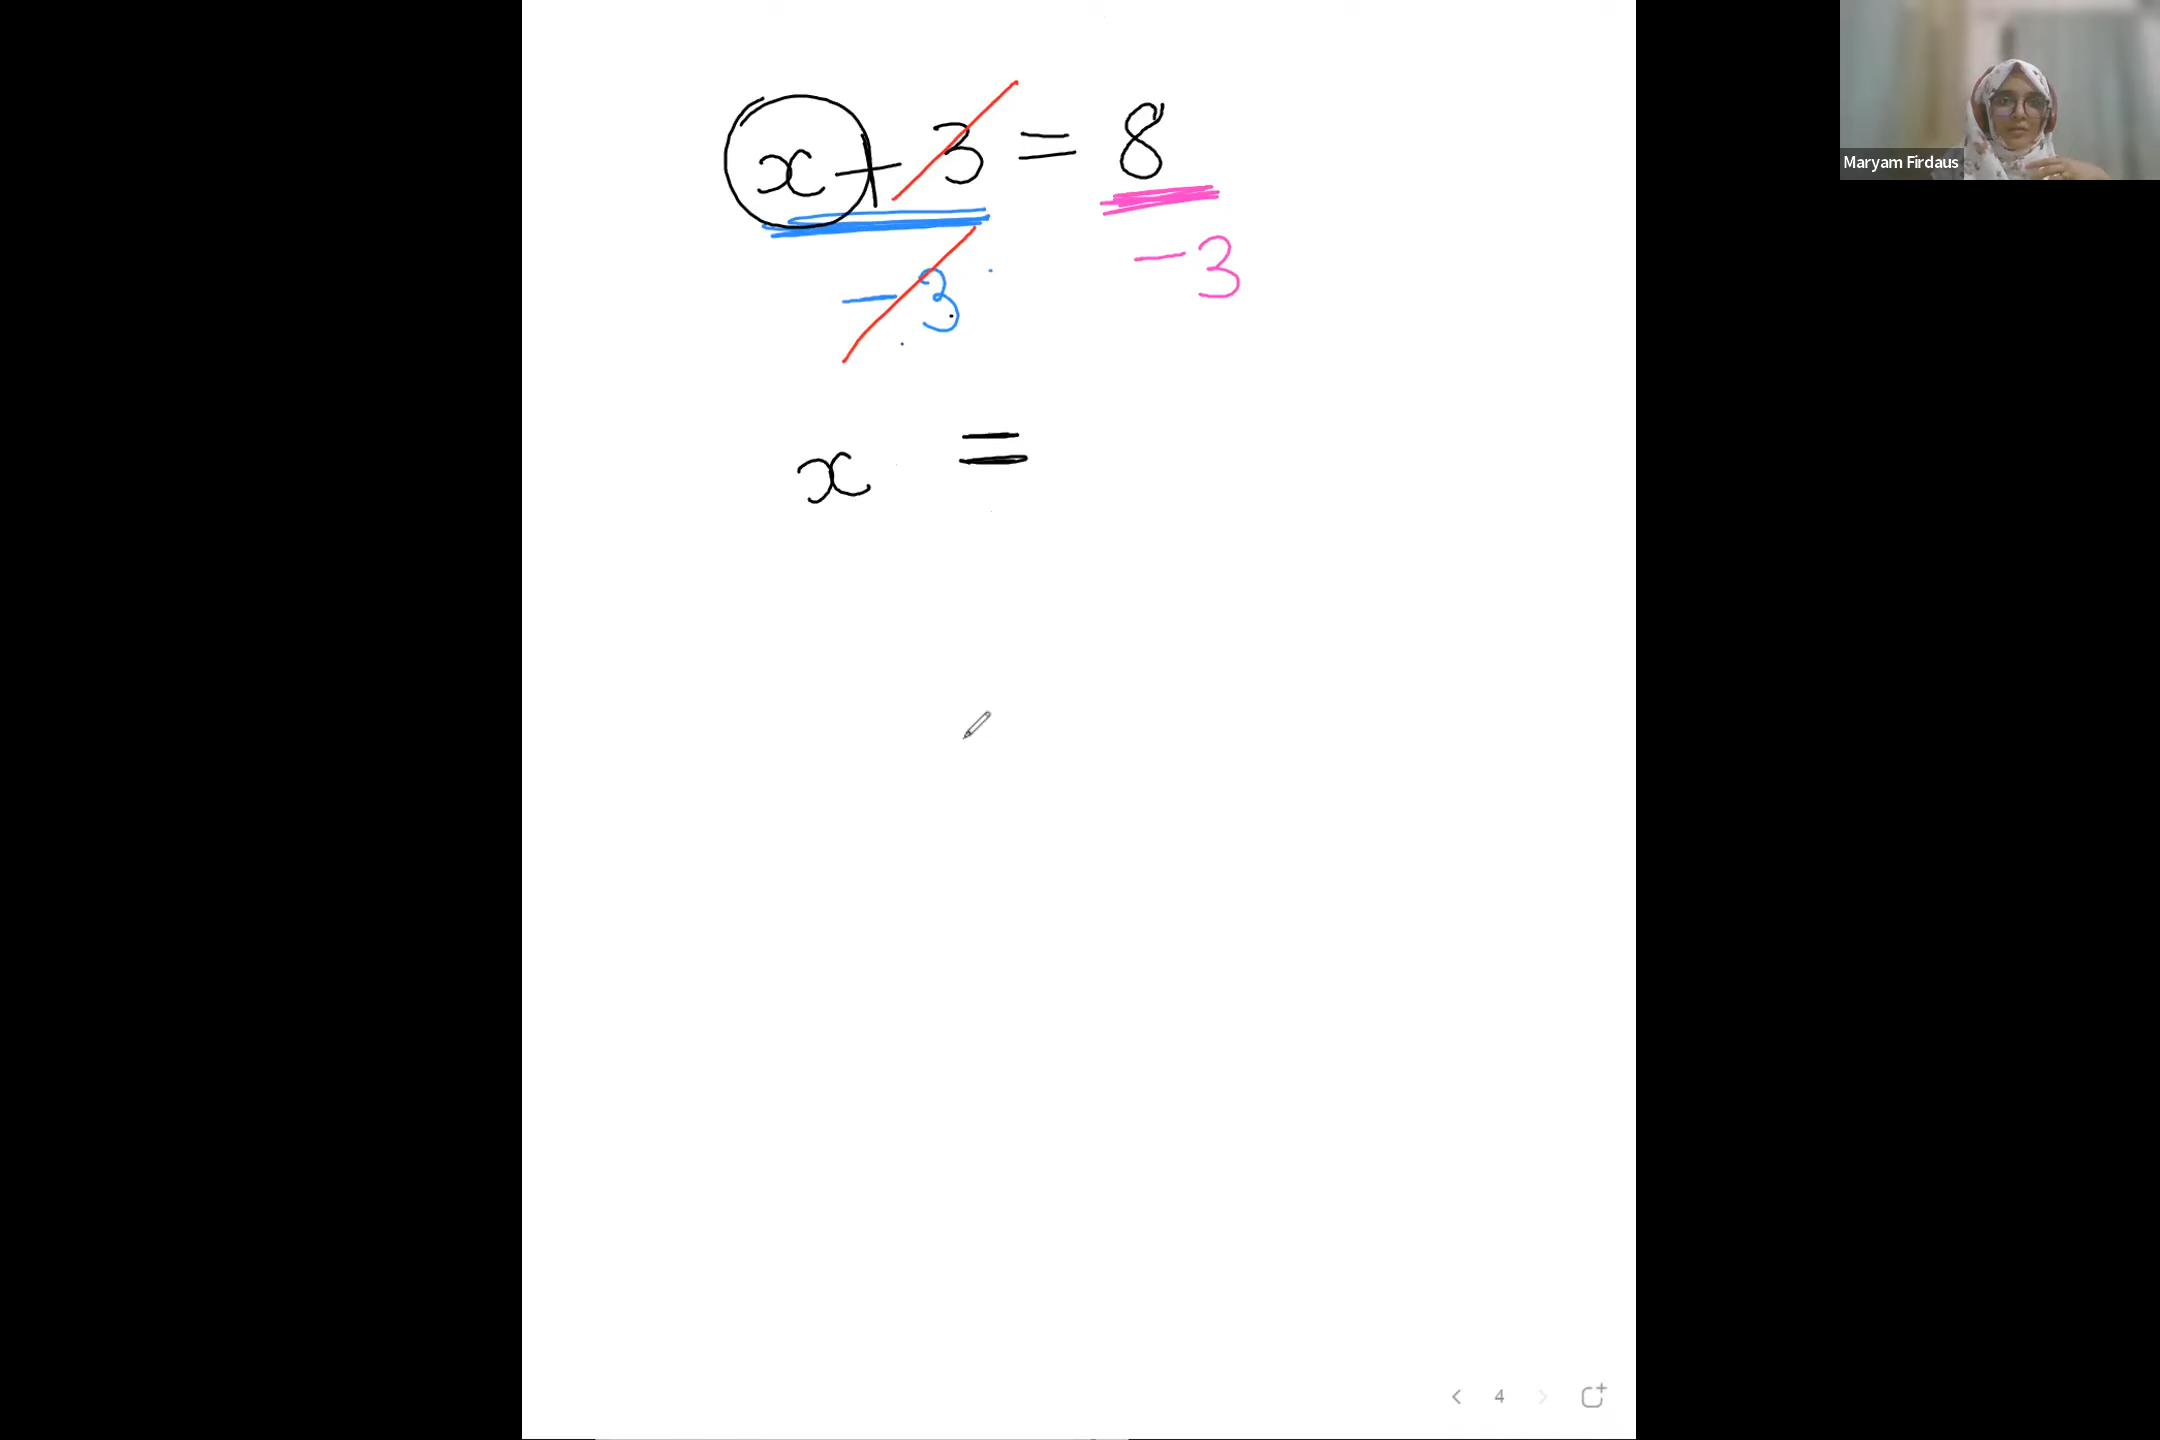 x + 3 = 8
Maryam Firdaus
- 3 - 3
x =
4